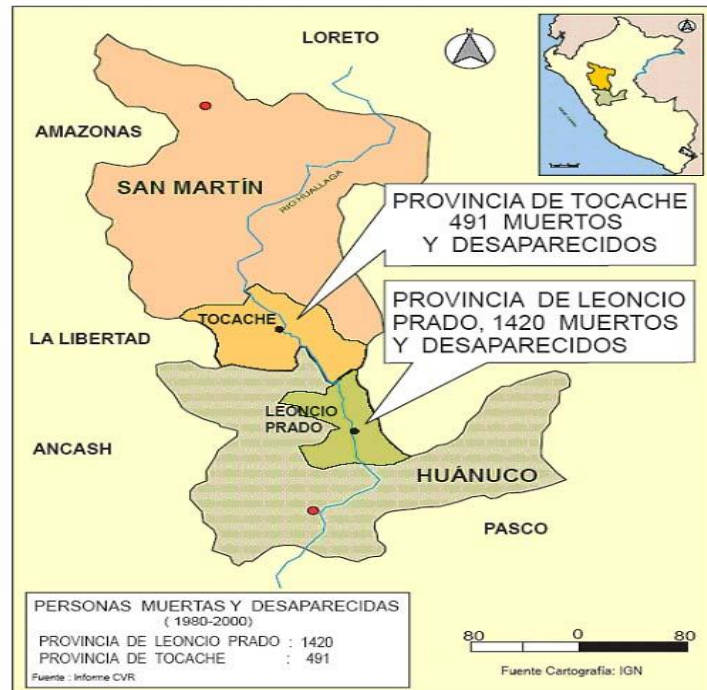 LORETO
AMAZONAS
SAN MARTÍN
RIO HUALLAGA
PROVINCIA DE TOCACHE
491 MUERTOS
Y DESAPARECIDOS
TOCACHE
PROVINCIA DE LEONCIO
PRADO, 1420 MUERTOS
Y DESAPARECIDOS
LA LIBERTAD
LEONCIO
PRADO
ANCASH
HUÁNUCO
PASCO
PERSONAS MUERTAS Y DESAPARECIDAS
( 1980-2000)
PROVINCIA DE LEONCIO PRADO : 1420
PROVINCIA DE TOCACHE : 491
Fuente : Informe CVR
80 0 80
Fuente Cartografía: IGN